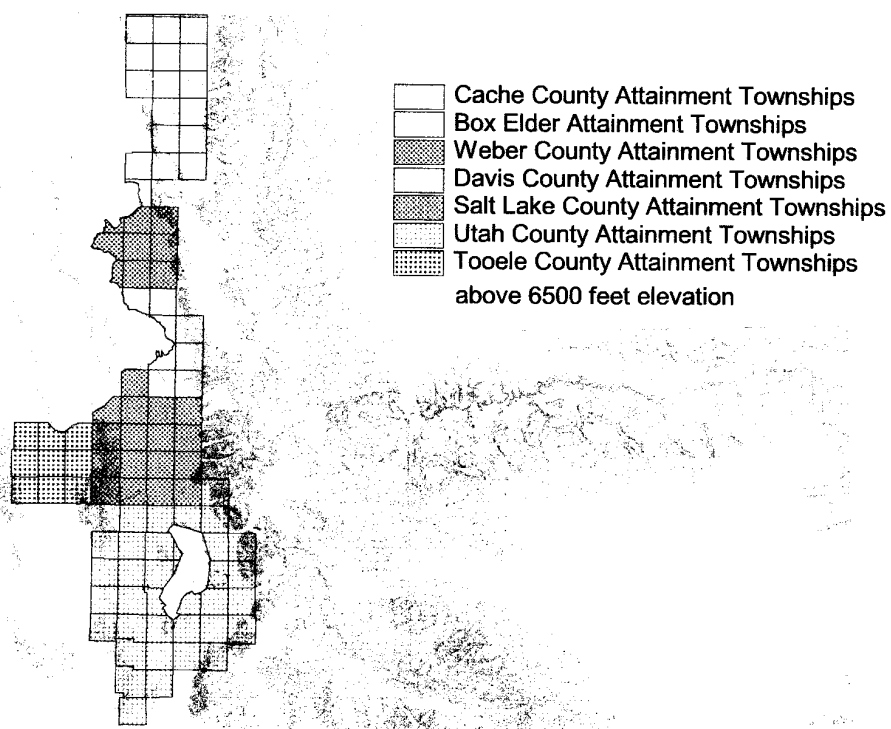 Cache County Attainment Townships
Box Elder Attainment Townships
Weber County Attainment Townships
Davis County Attainment Townships
Salt Lake County Attainment Townships
Utah County Attainment Townships
Tooele County Attainment Townships
above 6500 feet elevation